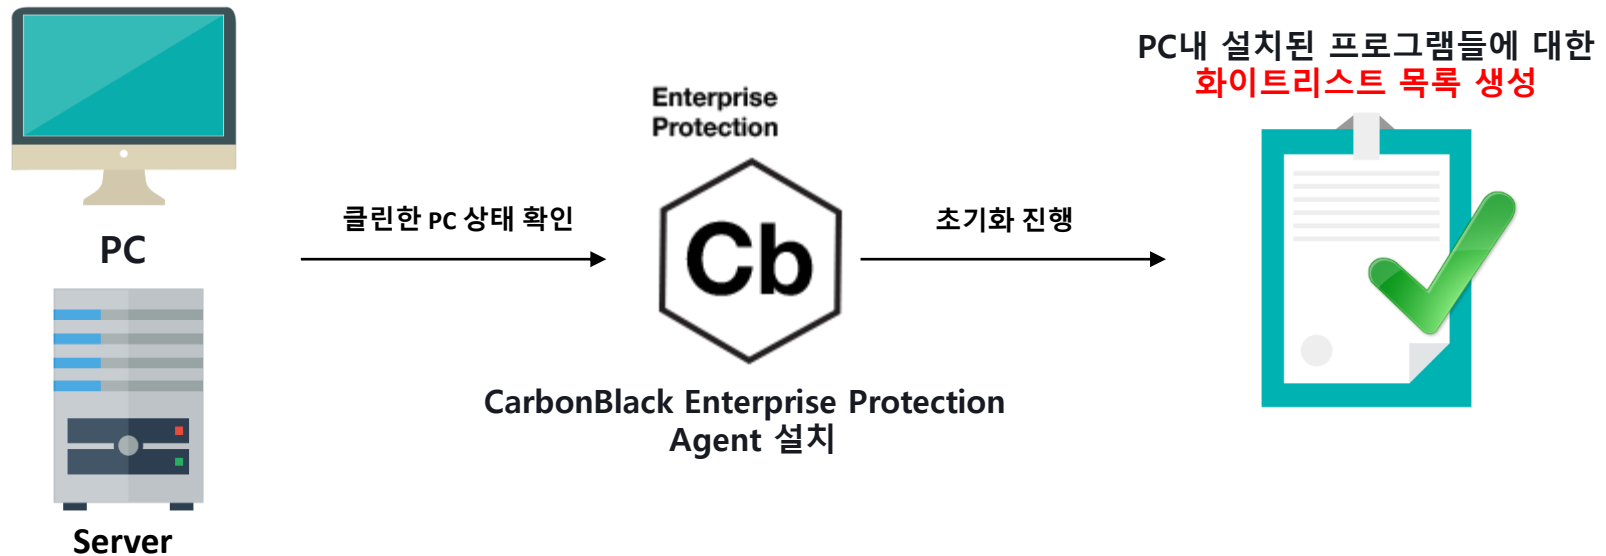 PC
Server
클린한 PC 상태 확인
Enterprise
Protection
Cb
CarbonBlack Enterprise Protection
Agent 설치
초기화 진행
PC내 설치된 프로그램들에 대한
화이트리스트 목록 생성